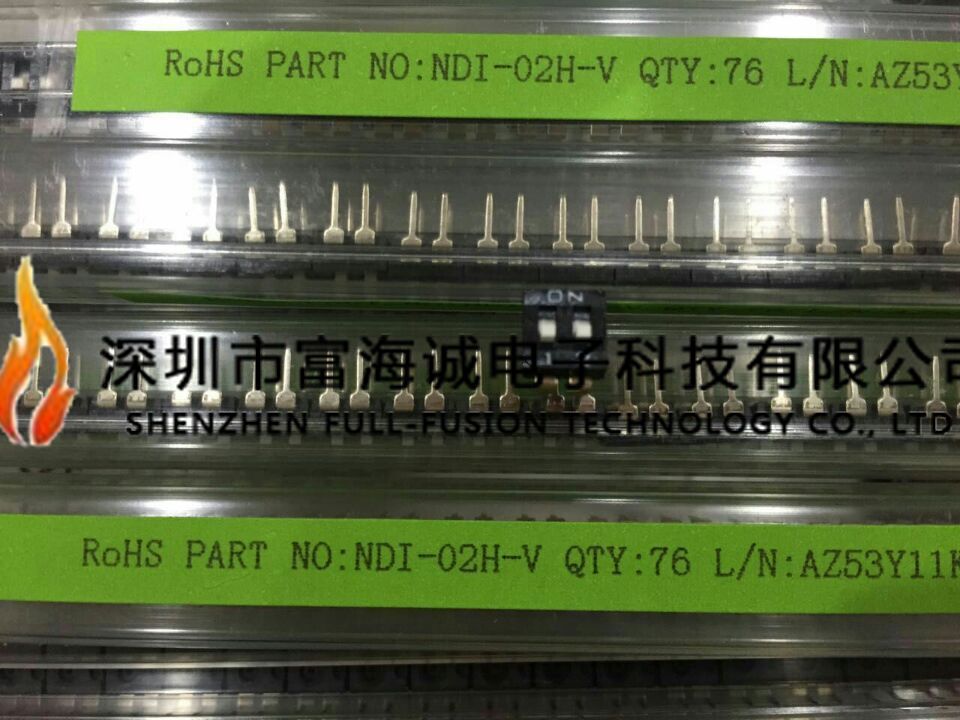 RoHS PART NO:NDI-02H-V QTY:76 L/N:AZ53Y
ON
1
深圳市富海诚电子科技有限公司
SHENZHEN FULL-FUSION TECHNOLOGY CO., LTD
RoHS PART NO:NDI-02H-V QTY:76 L/N:AZ53Y11K